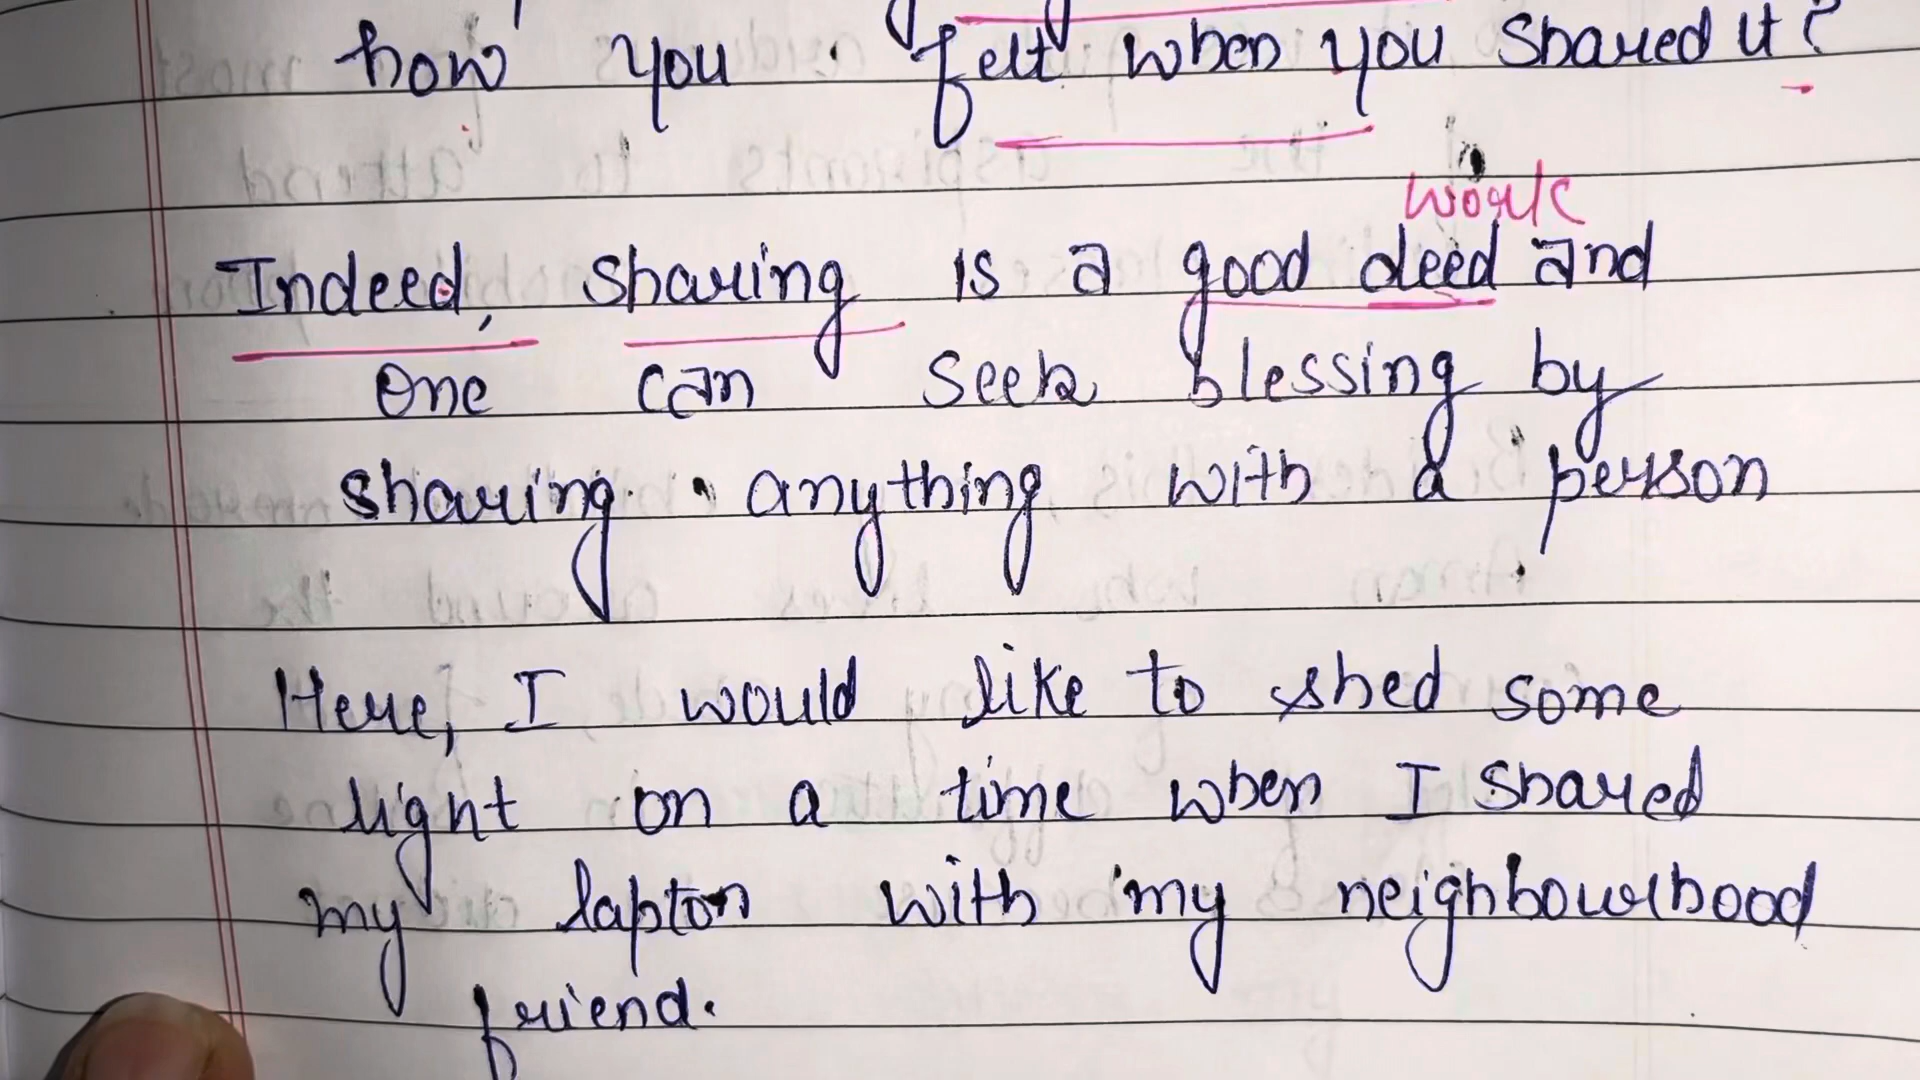 how you felt when you shared it?
work
Indeed, sharing is a good deed and
one can seek blessing by
sharing anything with a person
Here, I would like to shed some
light on a time when I shared
my lapton with my neighbourhood
friend.